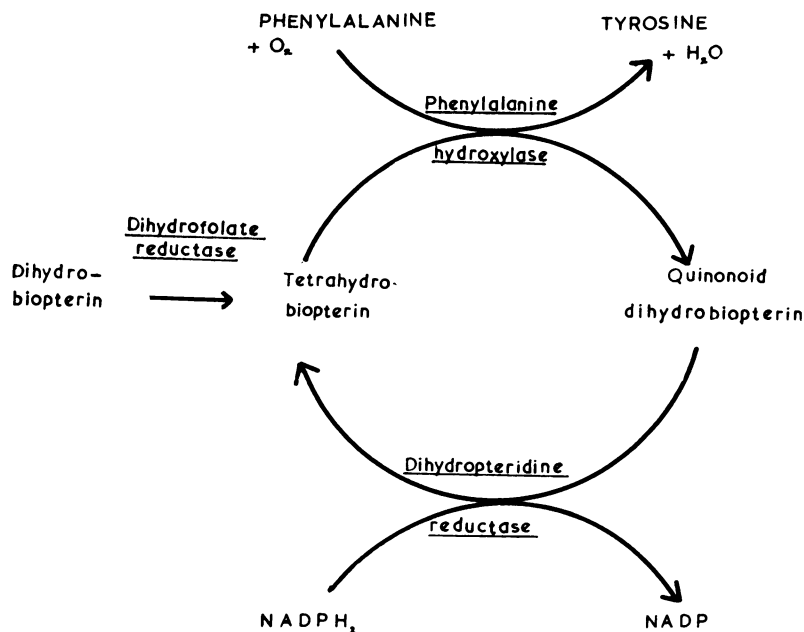 PHENYLALANINE
+ O₂
TYROSINE
+ H₂O
Phenylalanine
hydroxylase
Dihydrofolate
reductase
Dihydro-
biopterin
Tetrahydro-
biopterin
Quinonoid
dihydrobiopterin
Dihydropteridine
reductase
NADPH₂
NADP